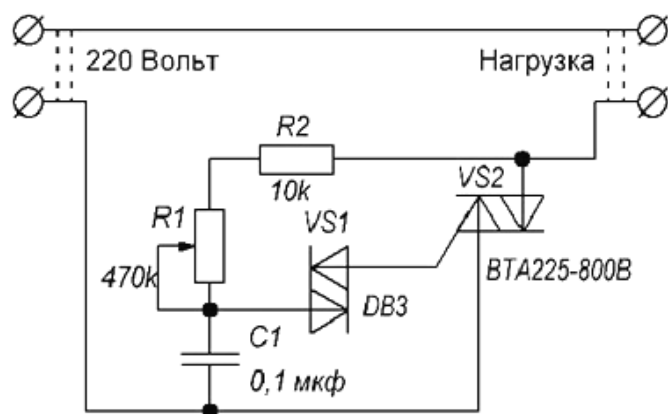 220 Вольт
Нагрузка
R2
10k
VS2
R1
VS1
470k
BTA225-800B
DB3
C1
0,1 мкф